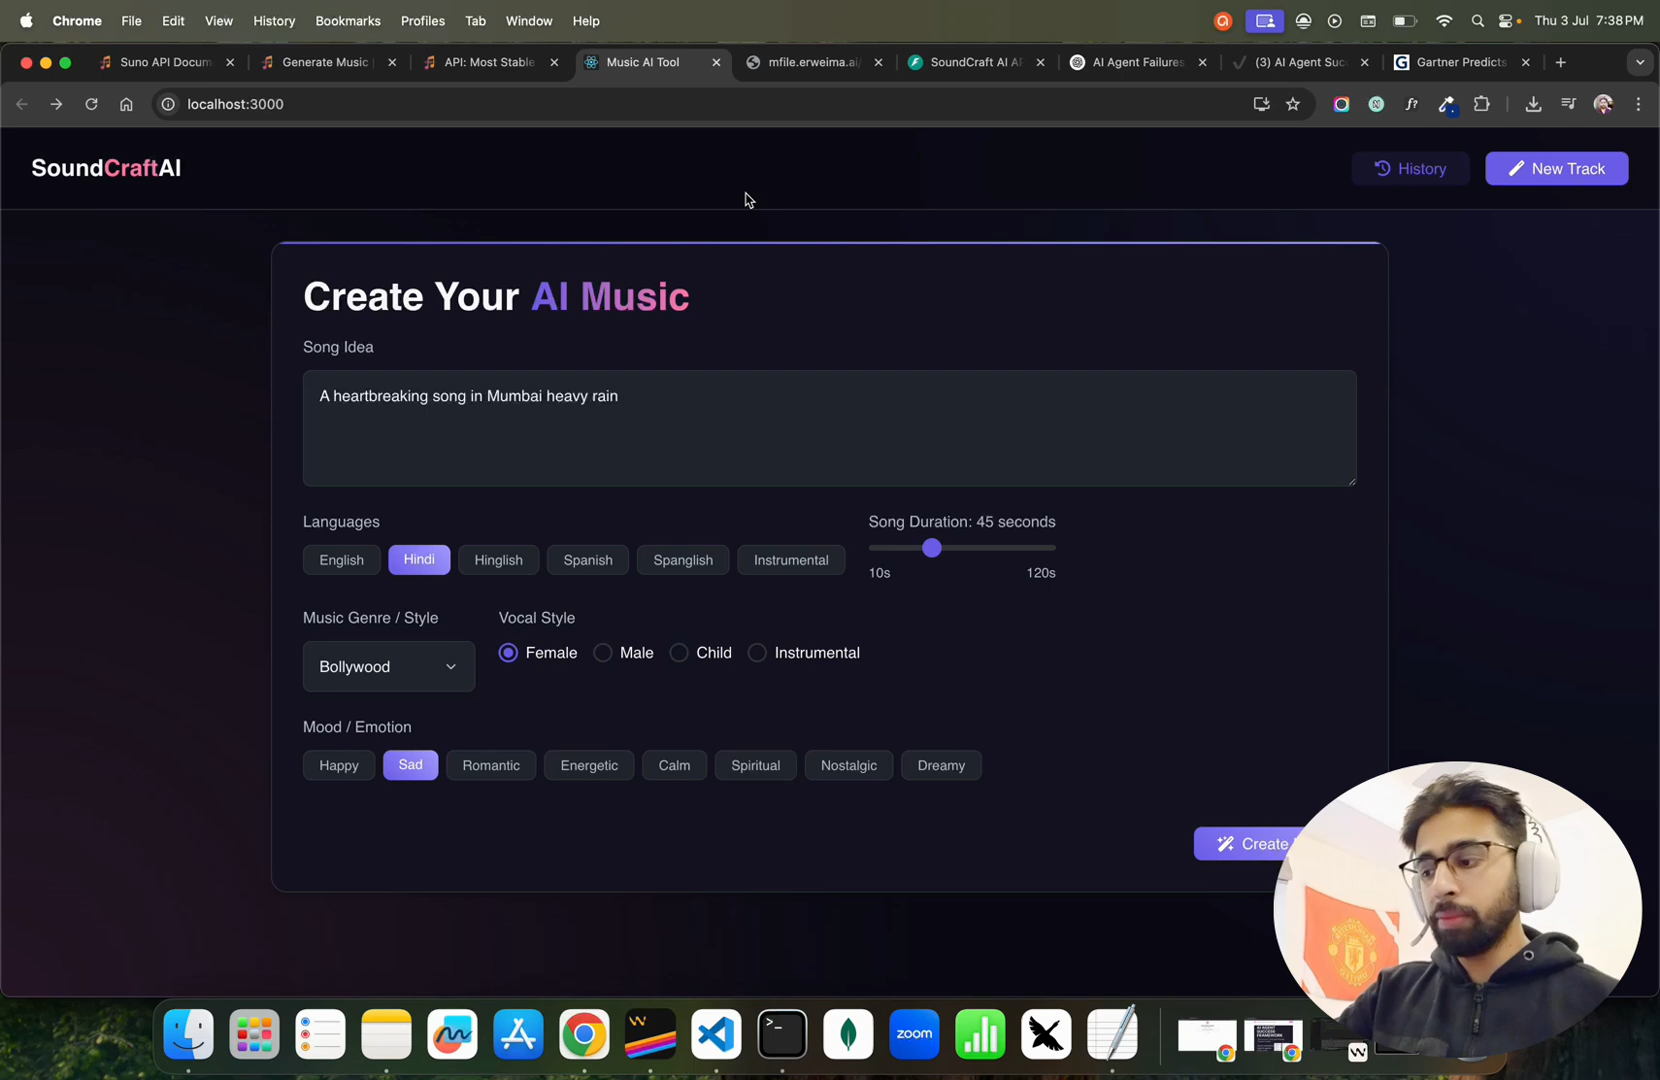 Chrome File Edit View History Bookmarks Profiles Tab Window Help Thu 3 Jul 7:38 PM
Suno API Docum Generate Music API: Most Stable Music AI Tool mfile.erweima.ai/ SoundCraft AI AI AI Agent Failures (3) AI Agent Suc Gartner Predicts
localhost:3000
SoundCraftAI History New Track
Create Your AI Music
Song Idea
A heartbreaking song in Mumbai heavy rain
Languages Song Duration: 45 seconds
English Hindi Hinglish Spanish Spanglish Instrumental
10s 120s
Music Genre / Style Vocal Style
Bollywood Female Male Child Instrumental
Mood / Emotion
Happy Sad Romantic Energetic Calm Spiritual Nostalgic Dreamy
Create
zoom